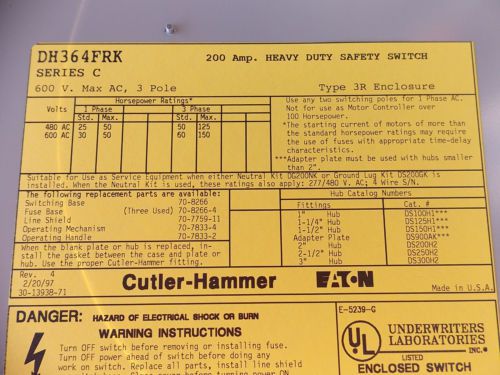 DH364FRK
200 Amp. HEAVY DUTY SAFETY SWITCH
SERIES C
600 V. Max AC, 3 Pole
Type 3R Enclosure
Horsepower Ratings*
Volts
1 Phase
3 Phase
Std. Max.
Std. Max.
480 AC 25 50 50 125
600 AC 30 50 60 150
Use any two switching poles for 1 Phase AC.
Not for use as Motor Controller over
100 Horsepower.
*The starting current of motors of more than
the standard horsepower ratings may require
the use of fuses with appropriate time-delay
characteristics.
***Adapter plate must be used with hubs smaller
than 2".
Suitable for Use as Service Equipment when either Neutral Kit DG200NK or Ground Lug Kit DS200GK is
installed. When the Neutral Kit is used, these ratings also apply: 277/480 V. AC; 4 Wire S/N.
The following replacement parts are available:
Switching Base 70-8266
Fuse Base (Three Used) 70-8266-4
Line Shield 70-7759-11
Operating Mechanism 70-7833-4
Operating Handle 70-7833-2
When the blank plate or hub is replaced, in-
stall the gasket between the case and plate or
hub. Use the proper Cutler-Hammer fitting.
Hub Catalog Numbers
Fittings Cat. #
1" Hub DS100H1***
1-1/4" Hub DS125H1***
1-1/2" Hub DS150H1***
Adapter Plate DS900AK***
2" Hub DS200H2
2-1/2" Hub DS250H2
3" Hub DS300H2
Rev. 4
2/20/97
30-13938-71
Cutler-Hammer
EATON
Made in U.S.A.
DANGER: HAZARD OF ELECTRICAL SHOCK OR BURN
WARNING INSTRUCTIONS
Turn OFF switch before removing or installing fuse.
Turn OFF power ahead of switch before doing any
work on switch. Replace all parts, install line shield
E-5239-G
UL
UNDERWRITERS
LABORATORIES
INC.®
LISTED
ENCLOSED SWITCH